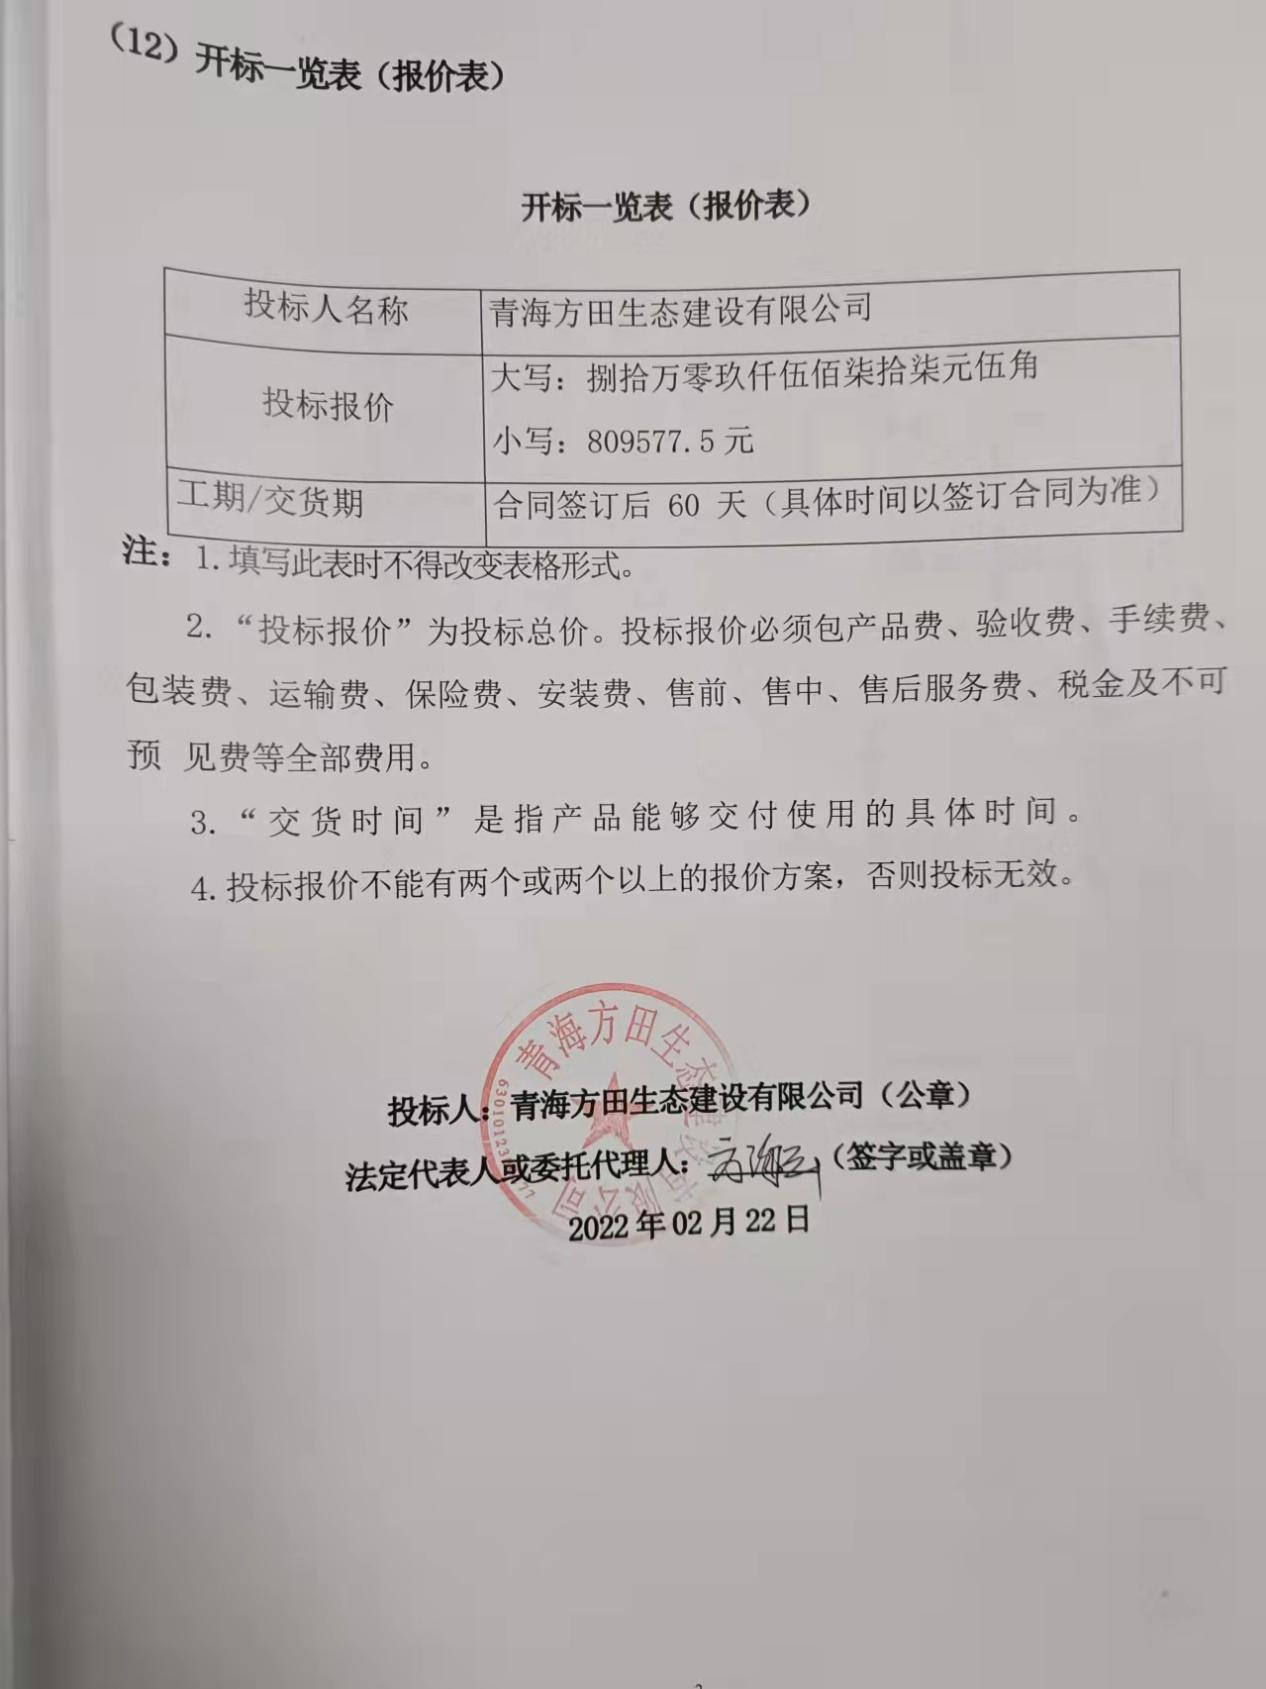 （12）开标一览表（报价表）
开标一览表（报价表）
投标人名称
青海方田生态建设有限公司
投标报价
大写：捌拾万零玖仟伍佰柒拾柒元伍角
小写：809577.5 元
工期/交货期
合同签订后 60 天（具体时间以签订合同为准）
注： 1.填写此表时不得改变表格形式。
2.“投标报价”为投标总价。投标报价必须包产品费、验收费、手续费、
包装费、运输费、保险费、安装费、售前、售中、售后服务费、税金及不可
预 见费等全部费用。
3.“交货时间”是指产品能够交付使用的具体时间。
4.投标报价不能有两个或两个以上的报价方案，否则投标无效。
青海方田生态建设有限公司
投标人：青海方田生态建设有限公司（公章）
法定代表人或委托代理人：（签字或盖章）
2022 年 02 月 22 日